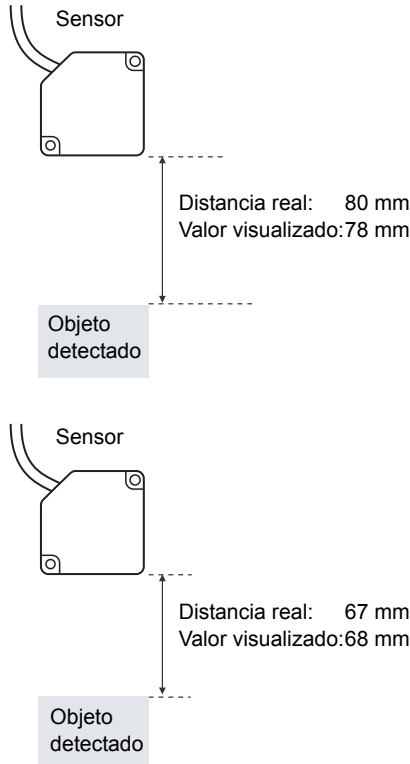 Sensor
Distancia real: 80 mm
Valor visualizado:78 mm
Objeto
detectado
Sensor
Distancia real: 67 mm
Valor visualizado:68 mm
Objeto
detectado